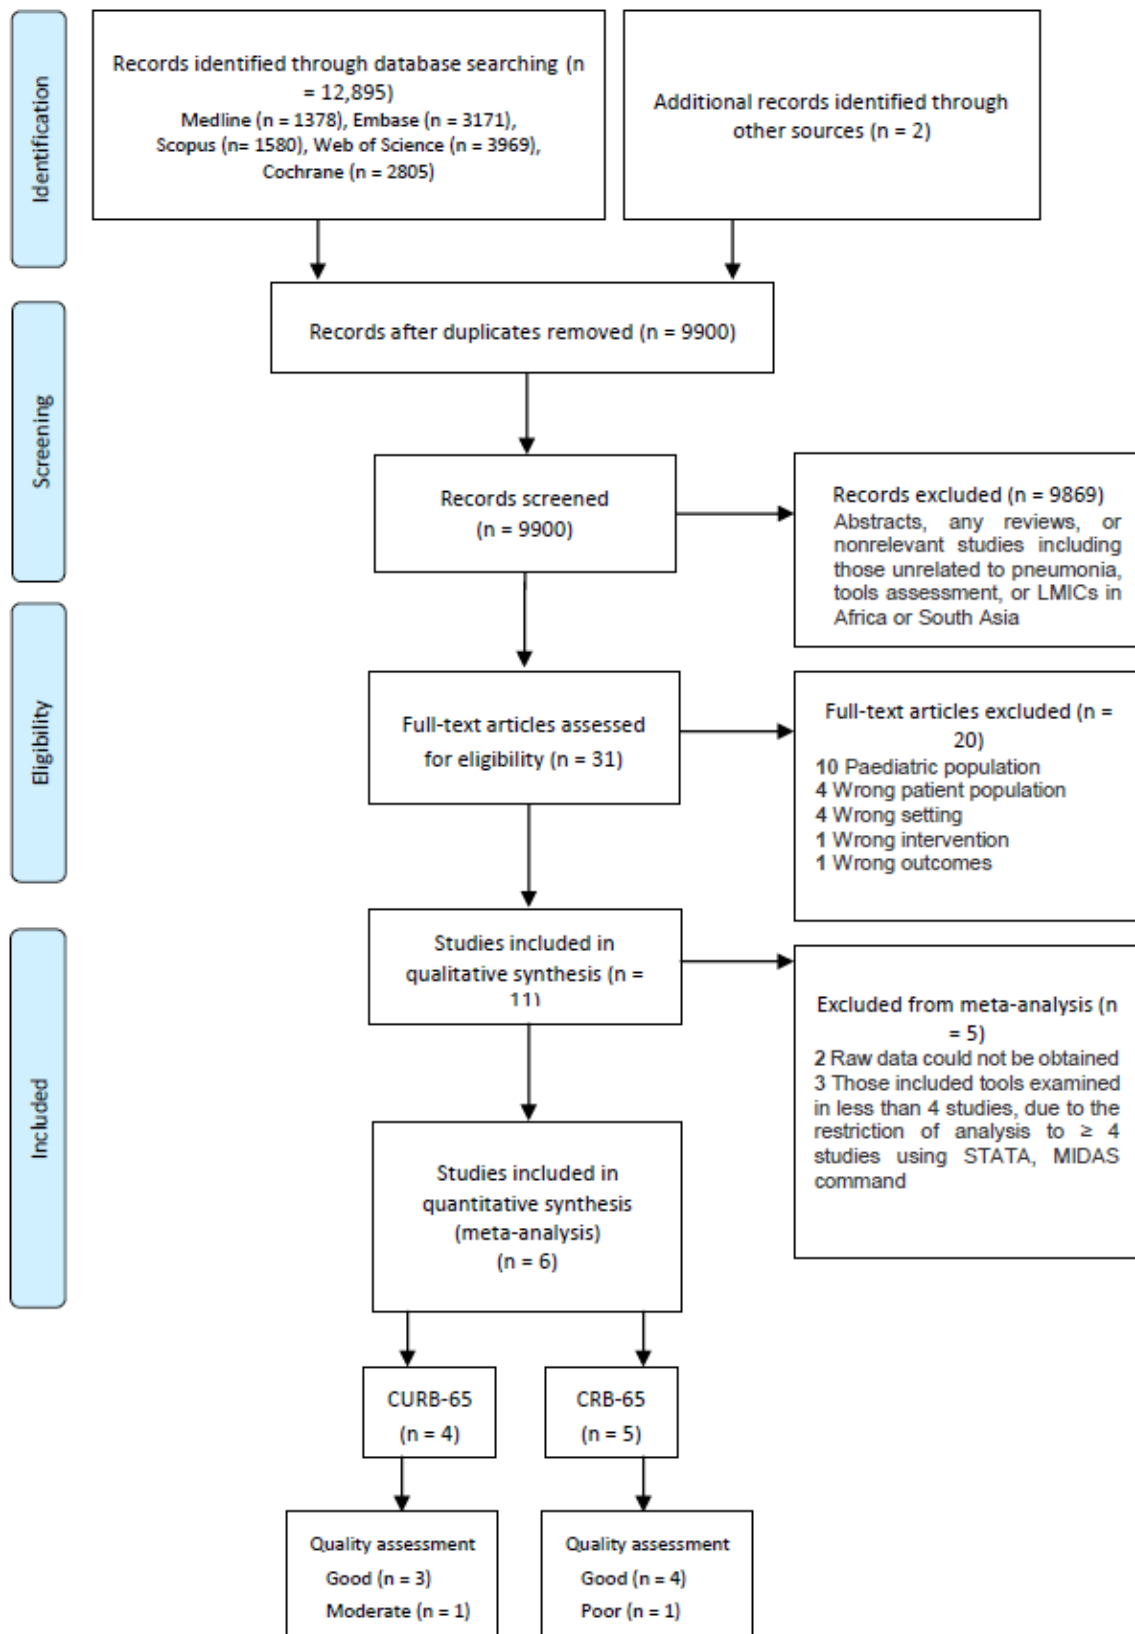 Identification
Records identified through database searching (n
= 12,895)
Medline (n = 1378), Embase (n = 3171),
Scopus (n= 1580), Web of Science (n = 3969),
Cochrane (n = 2805)
Additional records identified through
other sources (n = 2)
Records after duplicates removed (n = 9900)
Screening
Records screened
(n = 9900)
Records excluded (n = 9869)
Abstracts, any reviews, or
nonrelevant studies including
those unrelated to pneumonia,
tools assessment, or LMICs in
Africa or South Asia
Eligibility
Full-text articles assessed
for eligibility (n = 31)
Full-text articles excluded (n =
20)
10 Paediatric population
4 Wrong patient population
4 Wrong setting
1 Wrong intervention
1 Wrong outcomes
Included
Studies included in
qualitative synthesis (n =
11)
Excluded from meta-analysis (n
= 5)
2 Raw data could not be obtained
3 Those included tools examined
in less than 4 studies, due to the
restriction of analysis to ≥ 4
studies using STATA, MIDAS
command
Studies included in
quantitative synthesis
(meta-analysis)
(n = 6)
CURB-65
(n = 4)
CRB-65
(n = 5)
Quality assessment
Good (n = 3)
Moderate (n = 1)
Quality assessment
Good (n = 4)
Poor (n = 1)